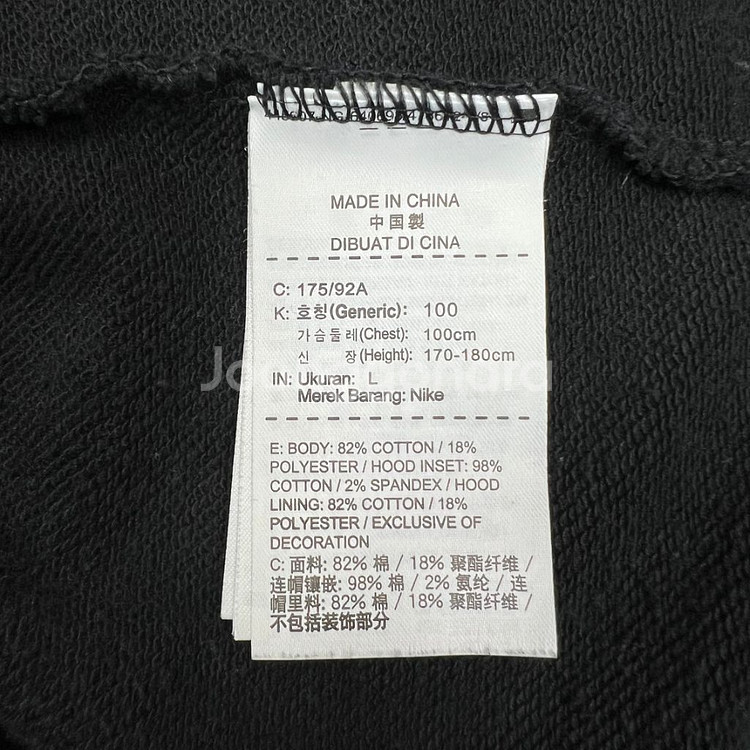 MADE IN CHINA
中国製
DIBUAT DI CINA
C: 175/92A
K: 호칭(Generic): 100
가슴둘레(Chest): 100cm
신 장(Height): 170-180cm
IN: Ukuran: L
Merek Barang: Nike
E: BODY: 82% COTTON / 18%
POLYESTER / HOOD INSET: 98%
COTTON / 2% SPANDEX / HOOD
LINING: 82% COTTON / 18%
POLYESTER / EXCLUSIVE OF
DECORATION
C: 面料: 82% 棉 / 18% 聚酯纤维 /
连帽镶嵌: 98% 棉 / 2% 氨纶 / 连
帽里料: 82% 棉 / 18% 聚酯纤维 /
不包括装饰部分